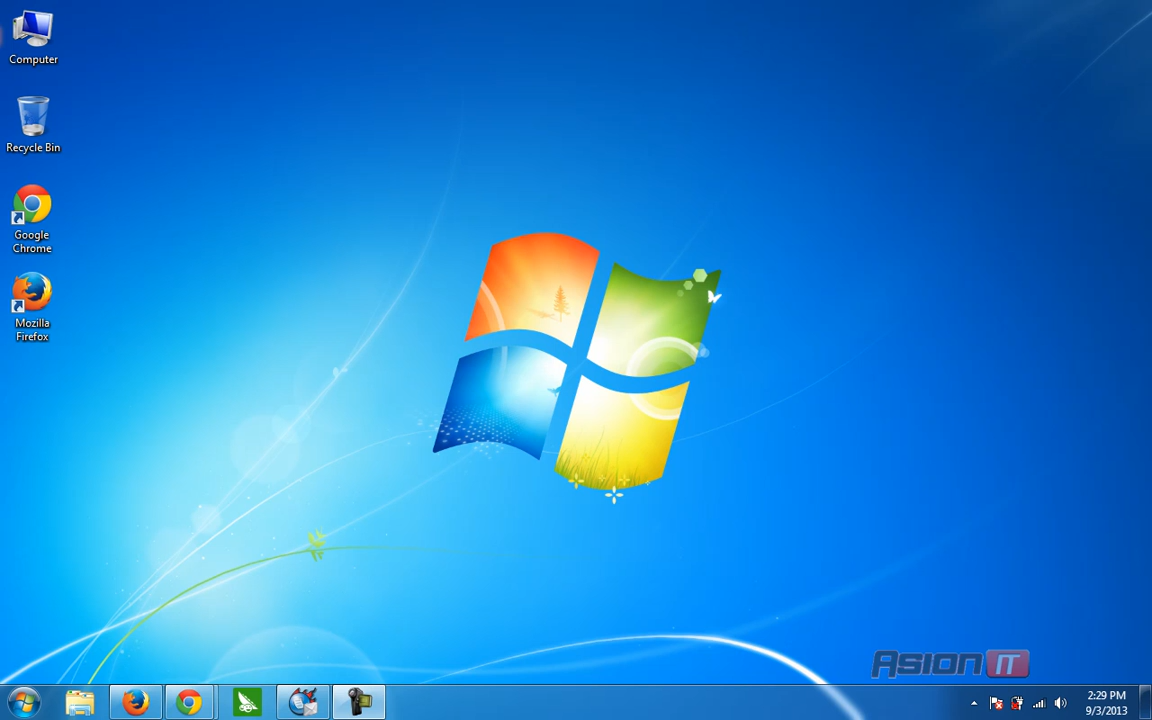 Computer
Recycle Bin
Google
Chrome
Mozilla
Firefox
Asion IT
2:29 PM
9/3/2013